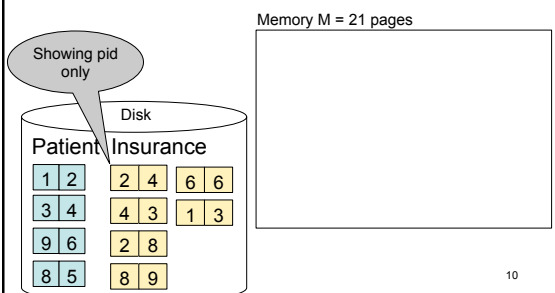 Memory M = 21 pages
Showing pid
only
Disk
Patient Insurance
1 2 2 4 6 6
3 4 4 3 1 3
9 6 2 8
8 5 8 9
10